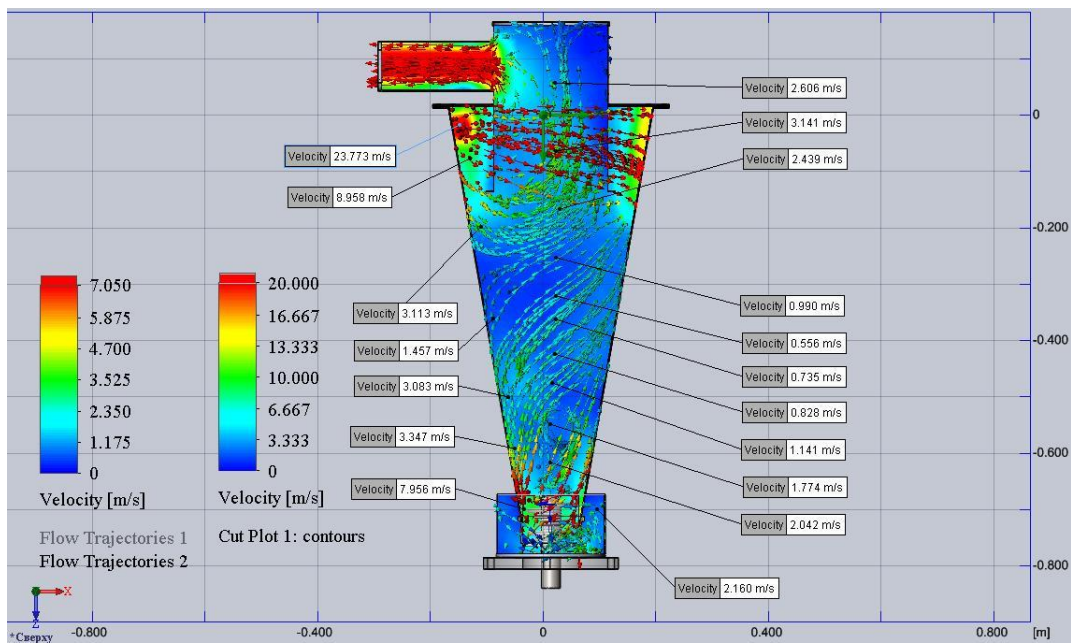 Velocity 2.606 m/s
Velocity 3.141 m/s
Velocity 2.439 m/s
Velocity 23.773 m/s
Velocity 8.958 m/s
Velocity 3.113 m/s
Velocity 1.457 m/s
Velocity 3.083 m/s
Velocity 3.347 m/s
Velocity 7.956 m/s
Velocity 0.990 m/s
Velocity 0.556 m/s
Velocity 0.735 m/s
Velocity 0.828 m/s
Velocity 1.141 m/s
Velocity 1.774 m/s
Velocity 2.042 m/s
Velocity 2.160 m/s
0
-0.200
-0.400
-0.600
-0.800
7.050
5.875
4.700
3.525
2.350
1.175
0
Velocity [m/s]
Flow Trajectories 1
Flow Trajectories 2
20.000
16.667
13.333
10.000
6.667
3.333
0
Velocity [m/s]
Cut Plot 1: contours
X
Z
*Сверху
-0.800
-0.400
0
0.400
0.800
[m]